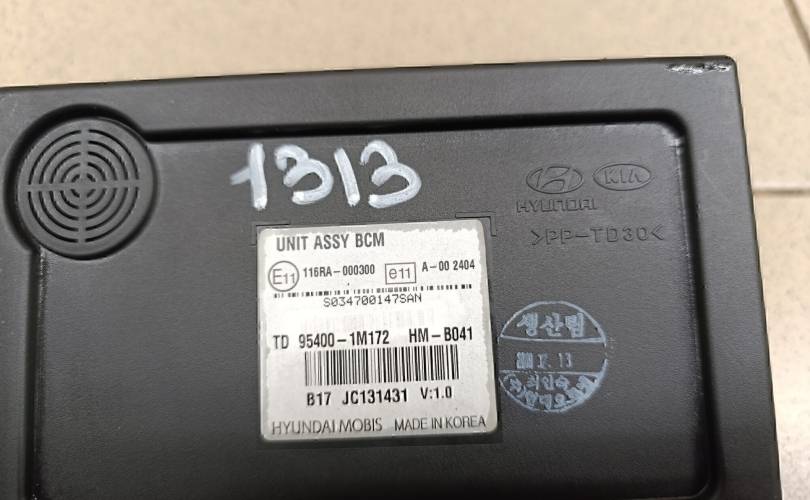 1313
HYUNDAI
KIA
>PP-TD30<
UNIT ASSY BCM
E11 116RA-000300 e11 A-00 2404
S034700147SAN
TD 95400-1M172 HM-B041
B17 JC131431 V:1.0
HYUNDAI MOBIS MADE IN KOREA
생산팀
13